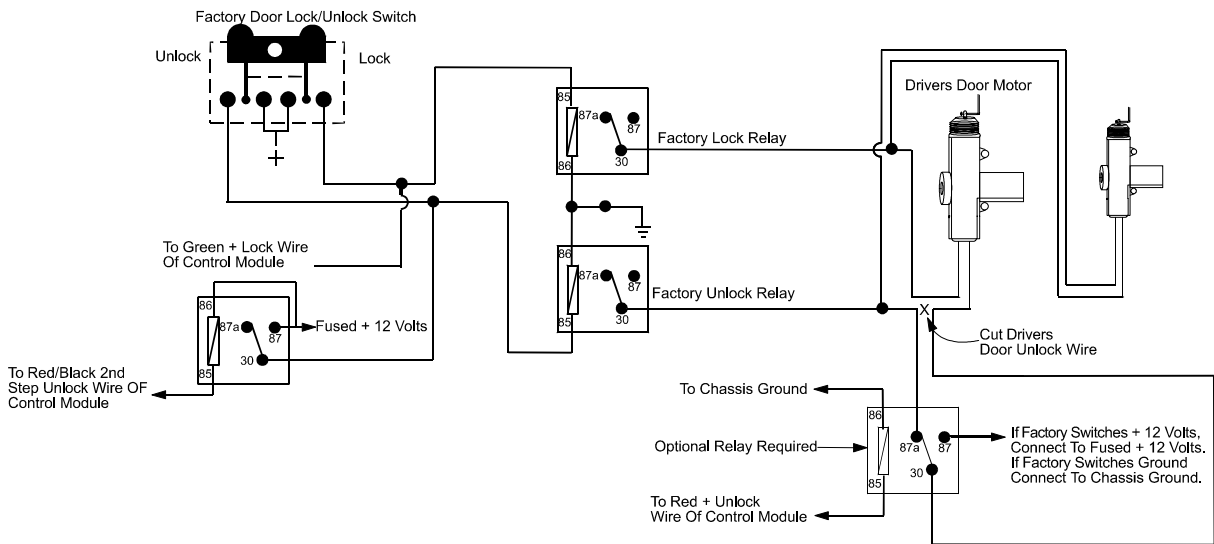 Factory Door Lock/Unlock Switch
Unlock
Lock
+
85
87a
87
30
86
Factory Lock Relay
Drivers Door Motor
To Green + Lock Wire
Of Control Module
86
87a
87
30
85
Factory Unlock Relay
86
87a
87
30
85
Fused + 12 Volts
To Red/Black 2nd
Step Unlock Wire OF
Control Module
X
Cut Drivers
Door Unlock Wire
To Chassis Ground
Optional Relay Required
86
87a
87
30
85
If Factory Switches + 12 Volts,
Connect To Fused + 12 Volts.
If Factory Switches Ground
Connect To Chassis Ground.
To Red + Unlock
Wire Of Control Module